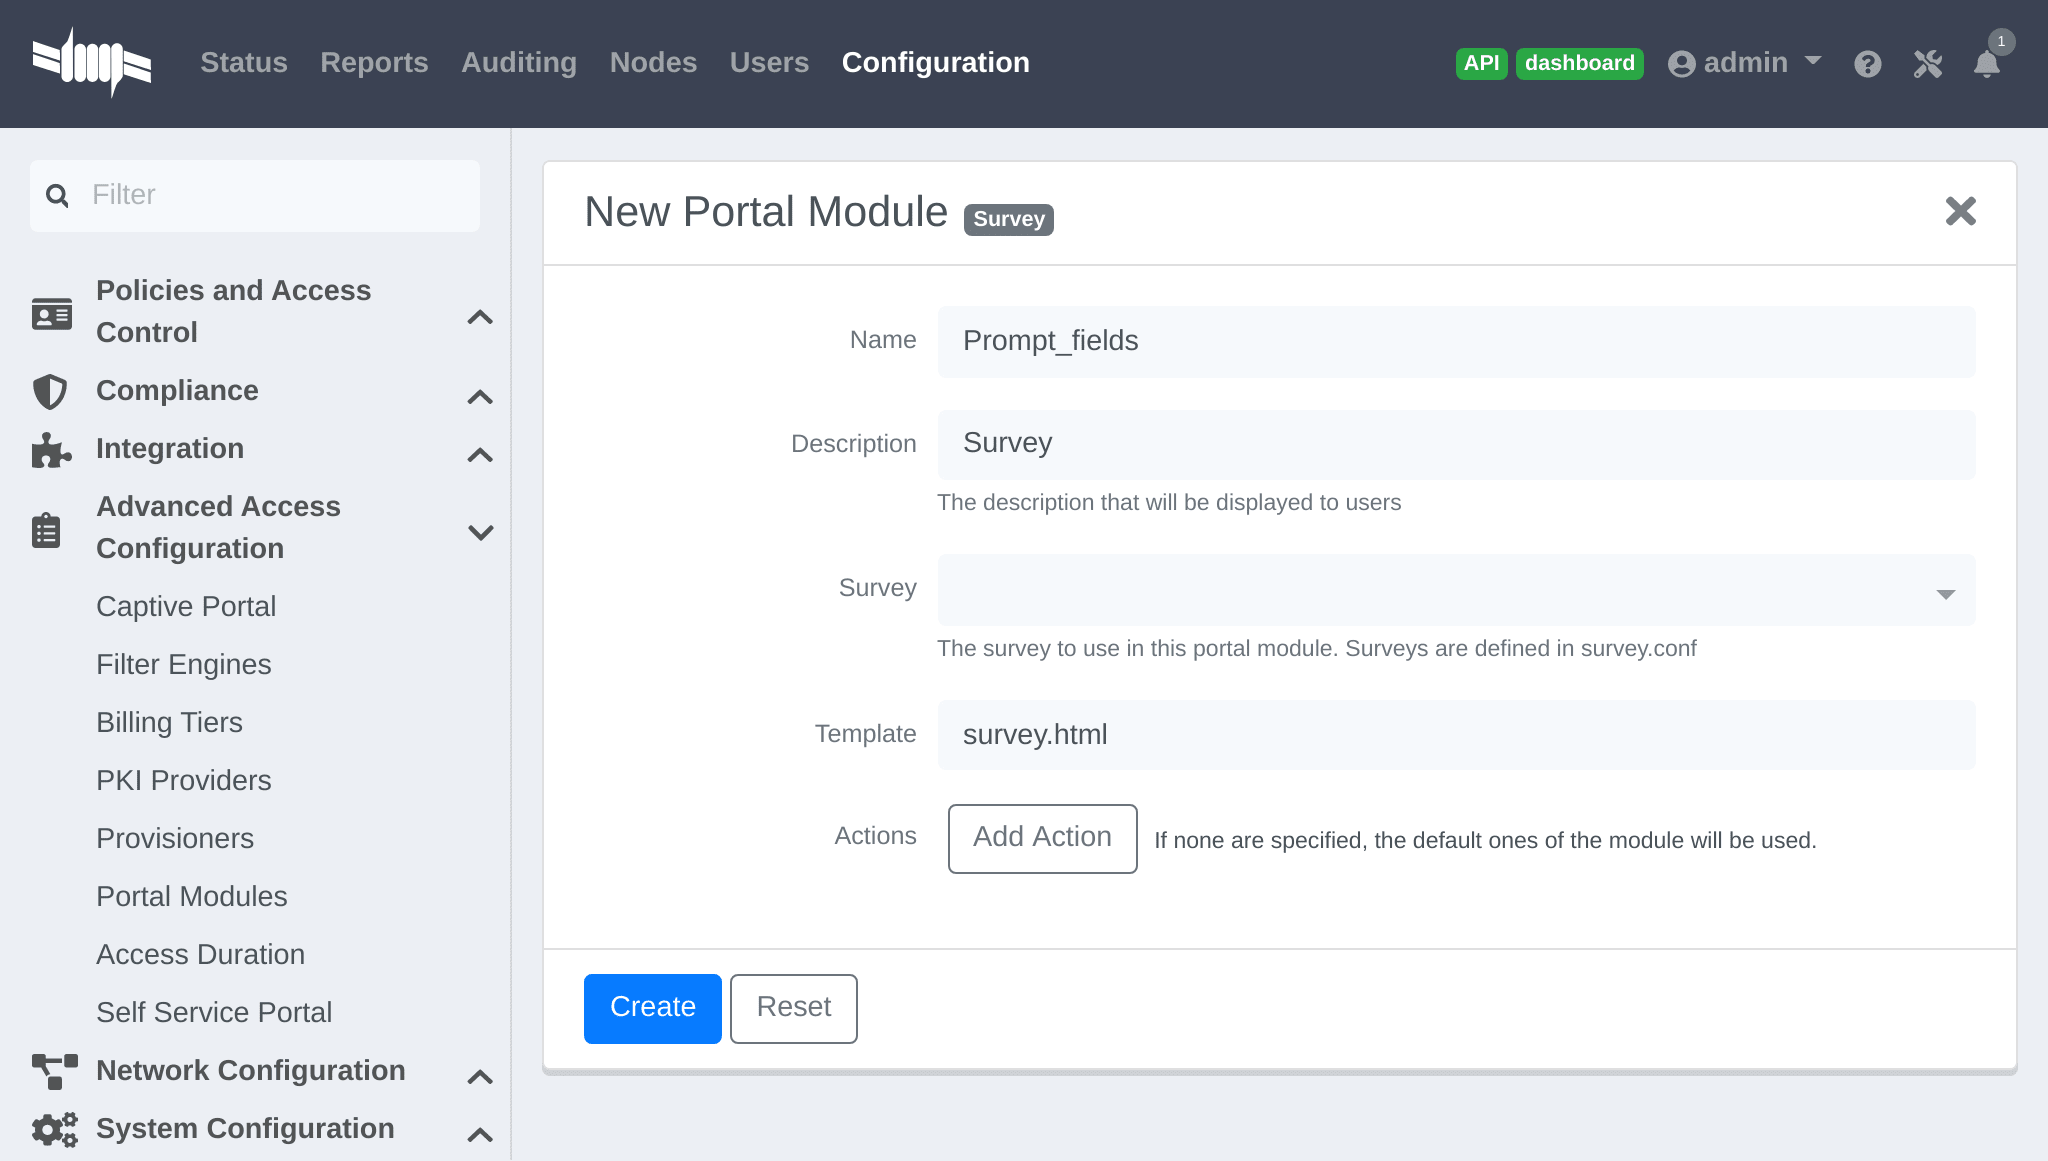 Status Reports Auditing Nodes Users Configuration API dashboard admin 1
Filter
Policies and Access
Control
Compliance
Integration
Advanced Access
Configuration
Captive Portal
Filter Engines
Billing Tiers
PKI Providers
Provisioners
Portal Modules
Access Duration
Self Service Portal
Network Configuration
System Configuration
New Portal Module Survey
Name Prompt_fields
Description Survey
The description that will be displayed to users
Survey
The survey to use in this portal module. Surveys are defined in survey.conf
Template survey.html
Actions Add Action If none are specified, the default ones of the module will be used.
Create Reset